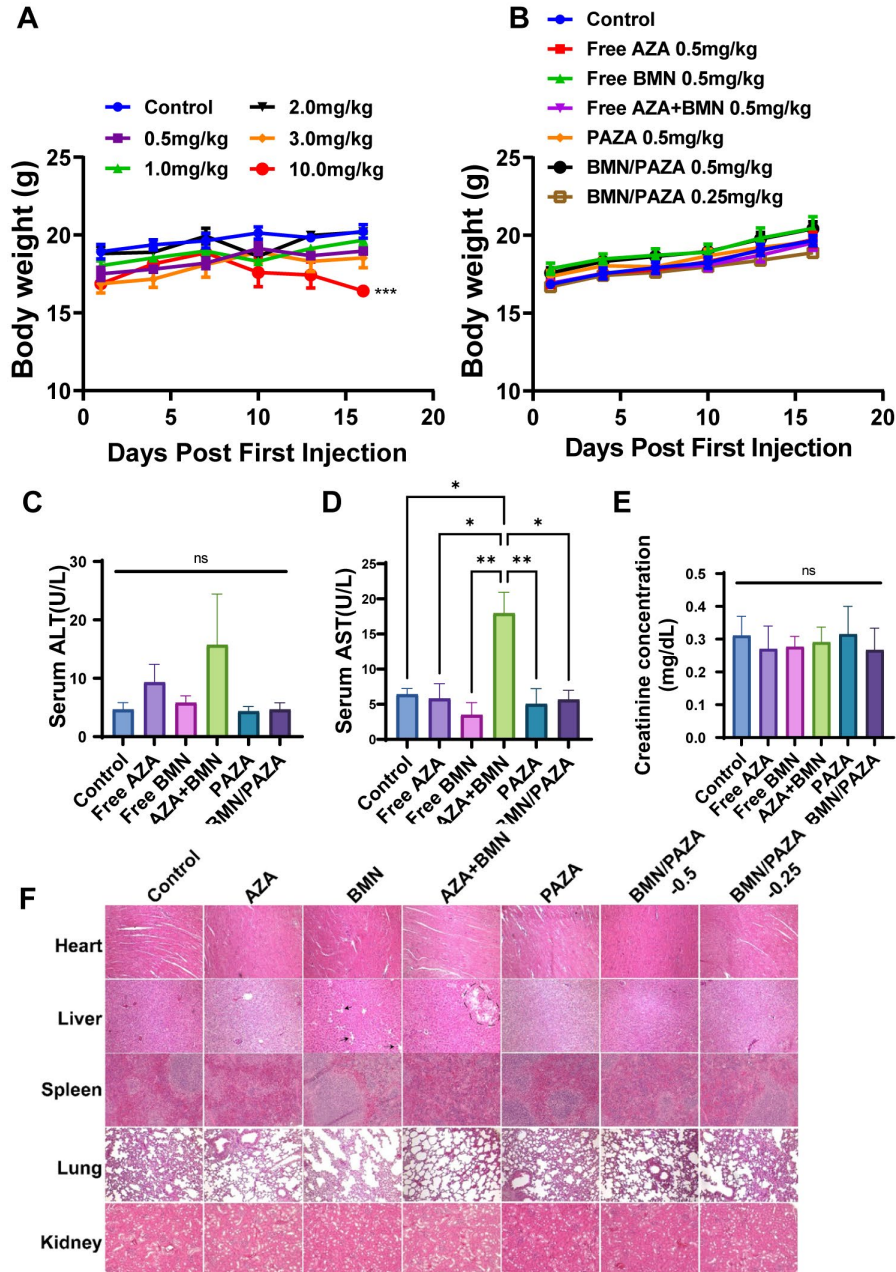 A
Control
0.5mg/kg
1.0mg/kg
2.0mg/kg
3.0mg/kg
10.0mg/kg
Body weight (g)
25
20
15
10
***
0
5
10
15
20
Days Post First Injection
B
Control
Free AZA 0.5mg/kg
Free BMN 0.5mg/kg
Free AZA+BMN 0.5mg/kg
PAZA 0.5mg/kg
BMN/PAZA 0.5mg/kg
BMN/PAZA 0.25mg/kg
Body weight (g)
25
20
15
10
0
5
10
15
20
Days Post First Injection
C
Serum ALT(U/L)
30
20
10
0
ns
Control
Free AZA
Free BMN
AZA+BMN
PAZA
BMN/PAZA
D
Serum AST(U/L)
25
20
15
10
5
0
*
*
*
**
**
Control
Free AZA
Free BMN
AZA+BMN
PAZA
BMN/PAZA
E
Creatinine concentration
(mg/dL)
0.5
0.4
0.3
0.2
0.1
0.0
ns
Control
Free AZA
Free BMN
AZA+BMN
PAZA
BMN/PAZA
F
Control
AZA
BMN
AZA+BMN
PAZA
BMN/PAZA
-0.5
BMN/PAZA
-0.25
Heart
Liver
Spleen
Lung
Kidney